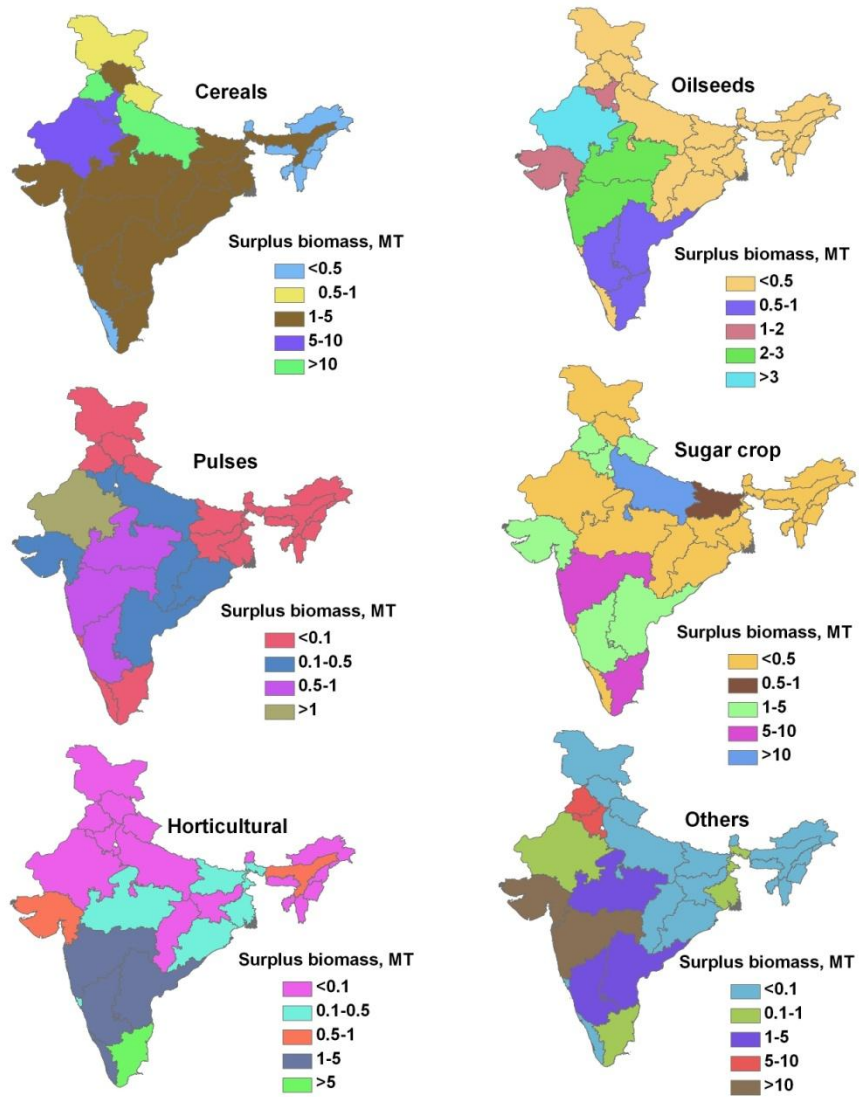 Cereals
Surplus biomass, MT
<0.5
0.5-1
1-5
5-10
>10
Oilseeds
Surplus biomass, MT
<0.5
0.5-1
1-2
2-3
>3
Pulses
Surplus biomass, MT
<0.1
0.1-0.5
0.5-1
>1
Sugar crop
Surplus biomass, MT
<0.5
0.5-1
1-5
5-10
>10
Horticultural
Surplus biomass, MT
<0.1
0.1-0.5
0.5-1
1-5
>5
Others
Surplus biomass, MT
<0.1
0.1-1
1-5
5-10
>10